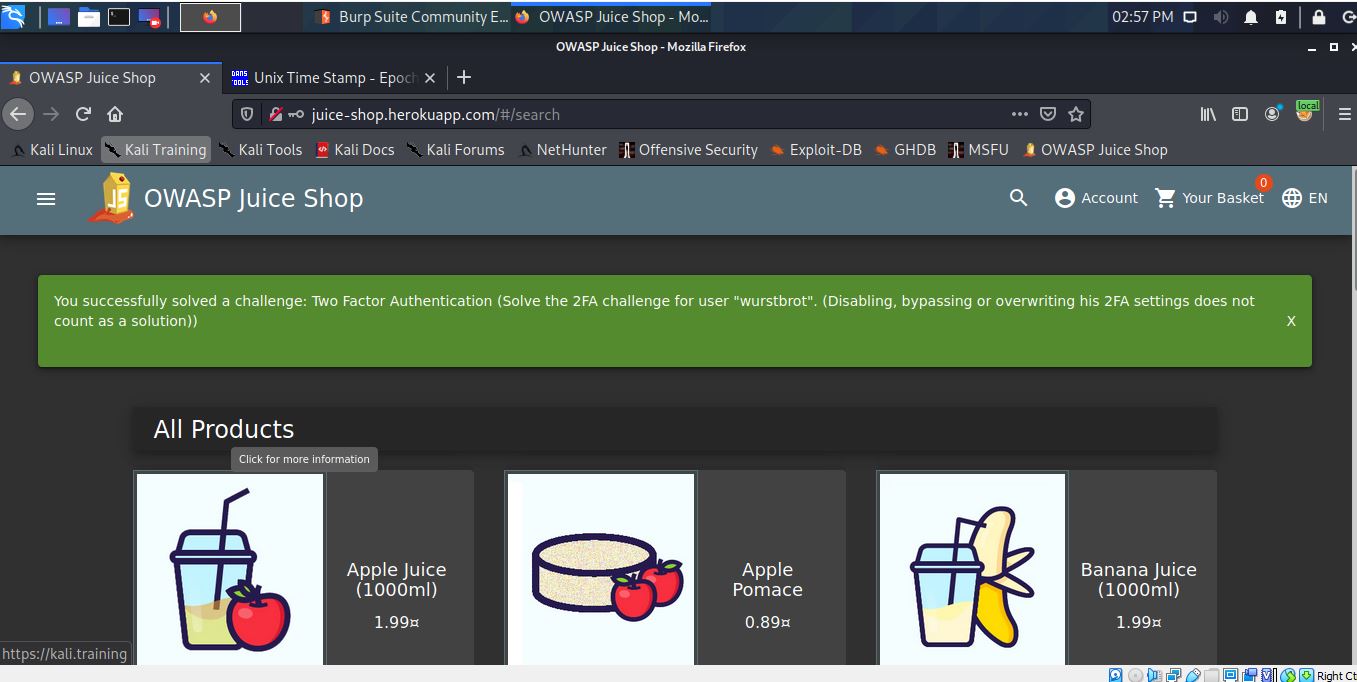 Burp Suite Community E... OWASP Juice Shop - Mo... 02:57 PM
OWASP Juice Shop - Mozilla Firefox
OWASP Juice Shop Unix Time Stamp - Epoch
juice-shop.herokuapp.com/#/search local
Kali Linux Kali Training Kali Tools Kali Docs Kali Forums NetHunter Offensive Security Exploit-DB GHDB MSFU OWASP Juice Shop
0
OWASP Juice Shop Account Your Basket EN
You successfully solved a challenge: Two Factor Authentication (Solve the 2FA challenge for user "wurstbrot". (Disabling, bypassing or overwriting his 2FA settings does not
count as a solution)) X
All Products
Click for more information
Apple Juice
(1000ml)
1.99¤
Apple
Pomace
0.89¤
Banana Juice
(1000ml)
1.99¤
https://kali.training
Right Ct